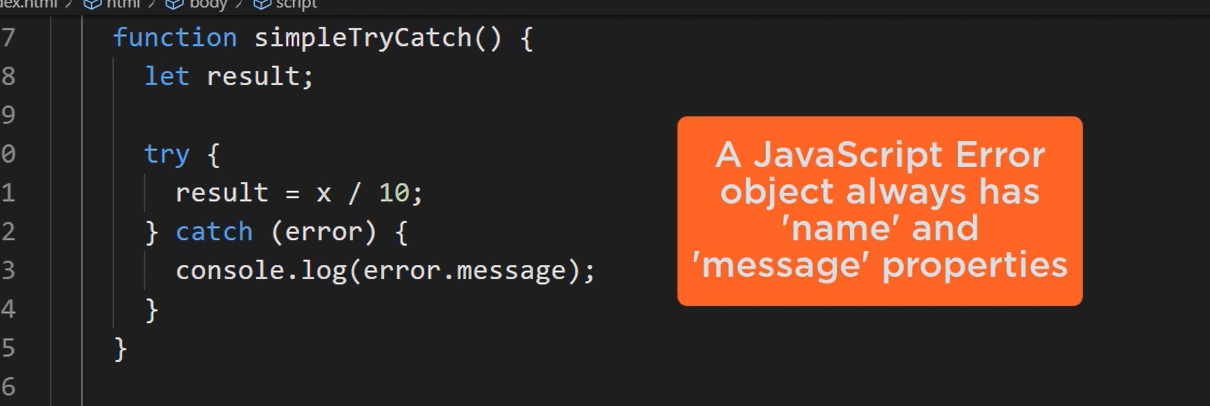 dex.html > html > body > script
7 function simpleTryCatch() {
8 let result;
9
0 try {
1 result = x / 10;
2 } catch (error) {
3 console.log(error.message);
4 }
5 }
6
A JavaScript Error
object always has
'name' and
'message' properties